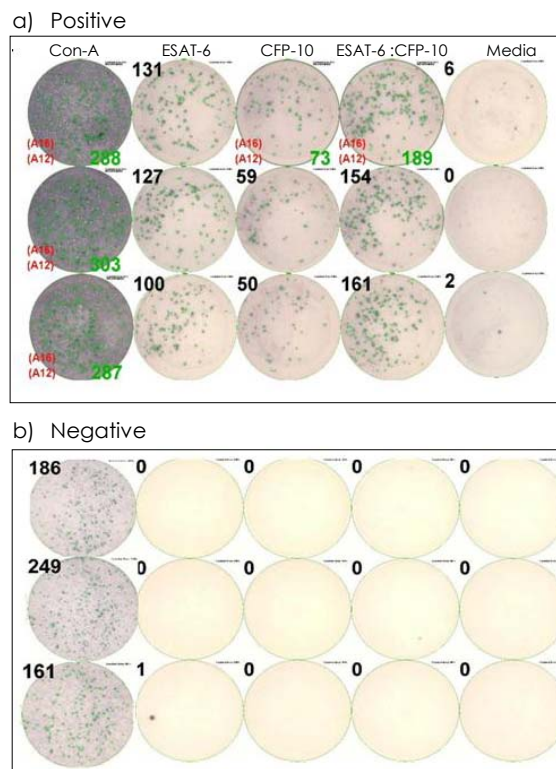 a) Positive
Con-A ESAT-6 CFP-10 ESAT-6 :CFP-10 Media
131 6
(A16) (A16) (A16)
(A12) 288 (A12) 73 (A12) 189
127 59 154 0
(A16)
(A12) 303
100 50 161 2
(A16)
(A12) 287
b) Negative
186 0 0 0 0
249 0 0 0 0
161 1 0 0 0